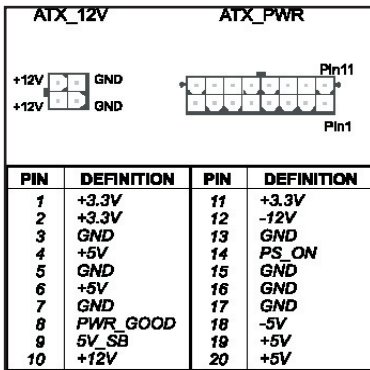 ATX_12V ATX_PWR
+12V GND Pin11
+12V GND
Pin1
PIN DEFINITION PIN DEFINITION
1 +3.3V 11 +3.3V
2 +3.3V 12 -12V
3 GND 13 GND
4 +5V 14 PS_ON
5 GND 15 GND
6 +5V 16 GND
7 GND 17 GND
8 PWR_GOOD 18 -5V
9 5V_SB 19 +5V
10 +12V 20 +5V